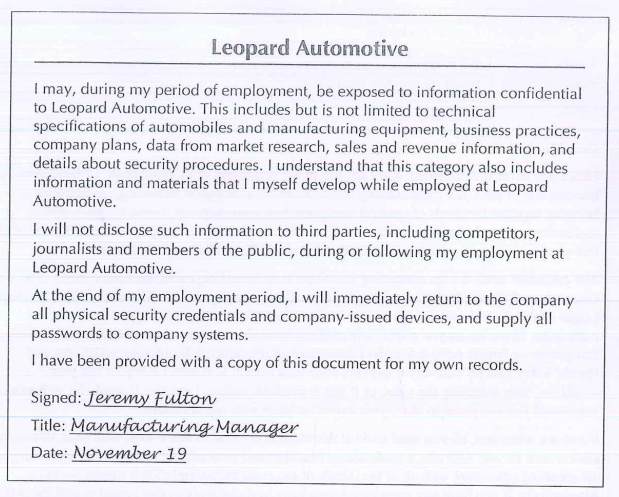 Leopard Automotive
I may, during my period of employment, be exposed to information confidential
to Leopard Automotive. This includes but is not limited to technical
specifications of automobiles and manufacturing equipment, business practices,
company plans, data from market research, sales and revenue information, and
details about security procedures. I understand that this category also includes
information and materials that I myself develop while employed at Leopard
Automotive.
I will not disclose such information to third parties, including competitors,
journalists and members of the public, during or following my employment at
Leopard Automotive.
At the end of my employment period, I will immediately return to the company
all physical security credentials and company-issued devices, and supply all
passwords to company systems.
I have been provided with a copy of this document for my own records.
Signed: Jeremy Fulton
Title: Manufacturing Manager
Date: November 19